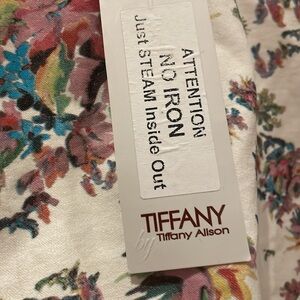 ATTENTION
NO IRON
Just STEAM Inside Out
TIFFANY
by
Tiffany Alison